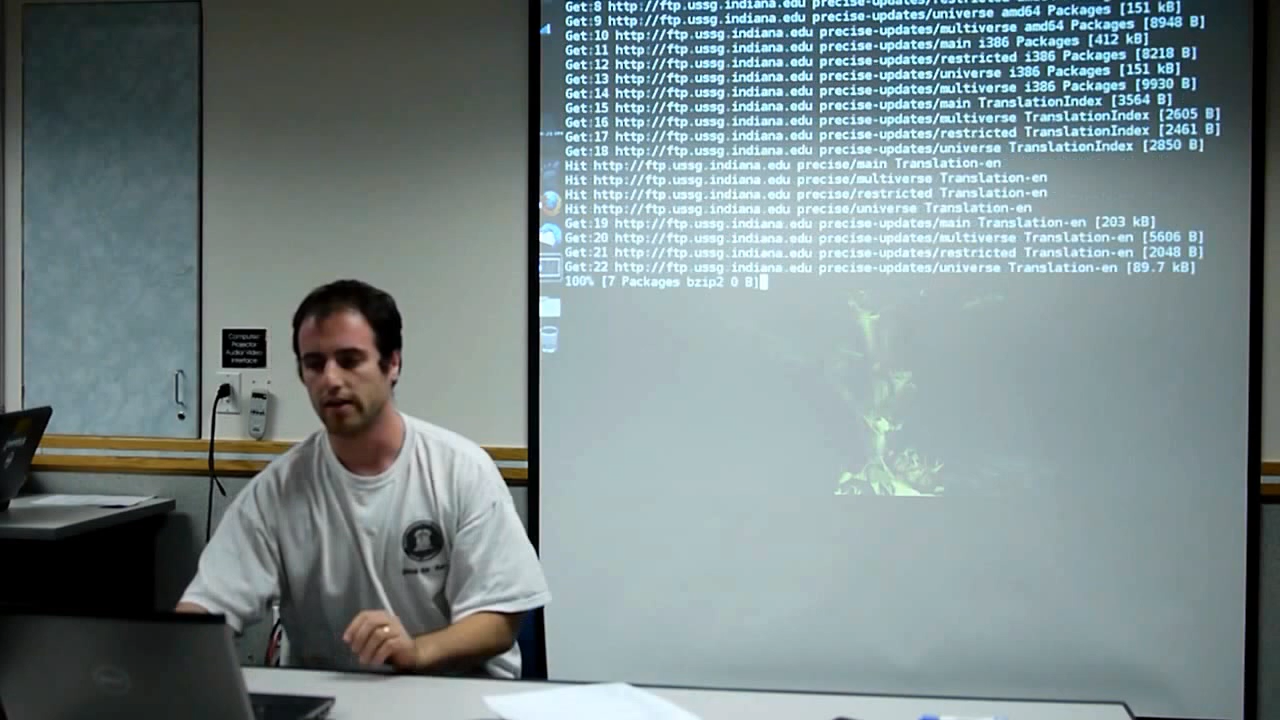 Get:8 http://ftp.ussg.indiana.edu precise-updates/restricted amd64
Get:9 http://ftp.ussg.indiana.edu precise-updates/universe amd64 Packages [151 kB]
Get:10 http://ftp.ussg.indiana.edu precise-updates/multiverse amd64 Packages [8948 B]
Get:11 http://ftp.ussg.indiana.edu precise-updates/main i386 Packages [412 kB]
Get:12 http://ftp.ussg.indiana.edu precise-updates/restricted i386 Packages [8218 B]
Get:13 http://ftp.ussg.indiana.edu precise-updates/universe i386 Packages [151 kB]
Get:14 http://ftp.ussg.indiana.edu precise-updates/multiverse i386 Packages [9930 B]
Get:15 http://ftp.ussg.indiana.edu precise-updates/main TranslationIndex [3564 B]
Get:16 http://ftp.ussg.indiana.edu precise-updates/multiverse TranslationIndex [2605 B]
Get:17 http://ftp.ussg.indiana.edu precise-updates/restricted TranslationIndex [2461 B]
Get:18 http://ftp.ussg.indiana.edu precise-updates/universe TranslationIndex [2850 B]
Hit http://ftp.ussg.indiana.edu precise/main Translation-en
Hit http://ftp.ussg.indiana.edu precise/multiverse Translation-en
Hit http://ftp.ussg.indiana.edu precise/restricted Translation-en
Hit http://ftp.ussg.indiana.edu precise/universe Translation-en
Get:19 http://ftp.ussg.indiana.edu precise-updates/main Translation-en [203 kB]
Get:20 http://ftp.ussg.indiana.edu precise-updates/multiverse Translation-en [5606 B]
Get:21 http://ftp.ussg.indiana.edu precise-updates/restricted Translation-en [2048 B]
Get:22 http://ftp.ussg.indiana.edu precise-updates/universe Translation-en [89.7 kB]
100% [7 Packages bzip2 0 B]
Computer
Projector
Audio/Video
Interface
DELL